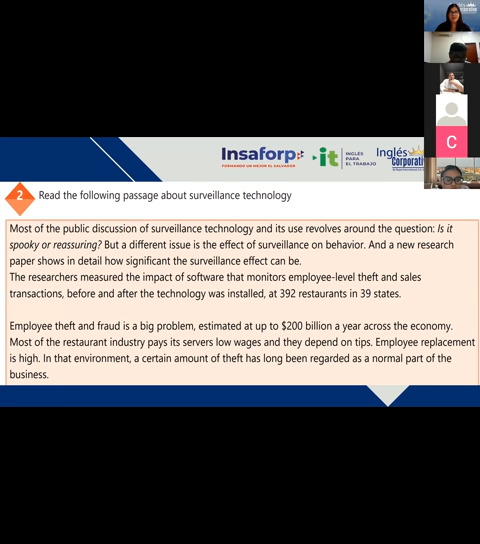 Insaforp
FORMANDO UN MEJOR EL SALVADOR
it
INGLÉS
PARA
EL TRABAJO
Inglés
Corporativ
2 Read the following passage about surveillance technology
Most of the public discussion of surveillance technology and its use revolves around the question: Is it
spooky or reassuring? But a different issue is the effect of surveillance on behavior. And a new research
paper shows in detail how significant the surveillance effect can be.
The researchers measured the impact of software that monitors employee-level theft and sales
transactions, before and after the technology was installed, at 392 restaurants in 39 states.
Employee theft and fraud is a big problem, estimated at up to $200 billion a year across the economy.
Most of the restaurant industry pays its servers low wages and they depend on tips. Employee replacement
is high. In that environment, a certain amount of theft has long been regarded as a normal part of the
business.
C